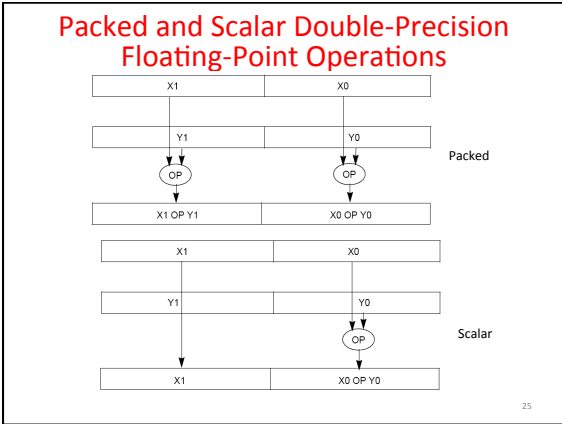 Packed and Scalar Double-Precision
Floating-Point Operations
X1 X0
Y1 Y0
Packed
OP OP
X1 OP Y1 X0 OP Y0
X1 X0
Y1 Y0
OP
Scalar
X1 X0 OP Y0
25